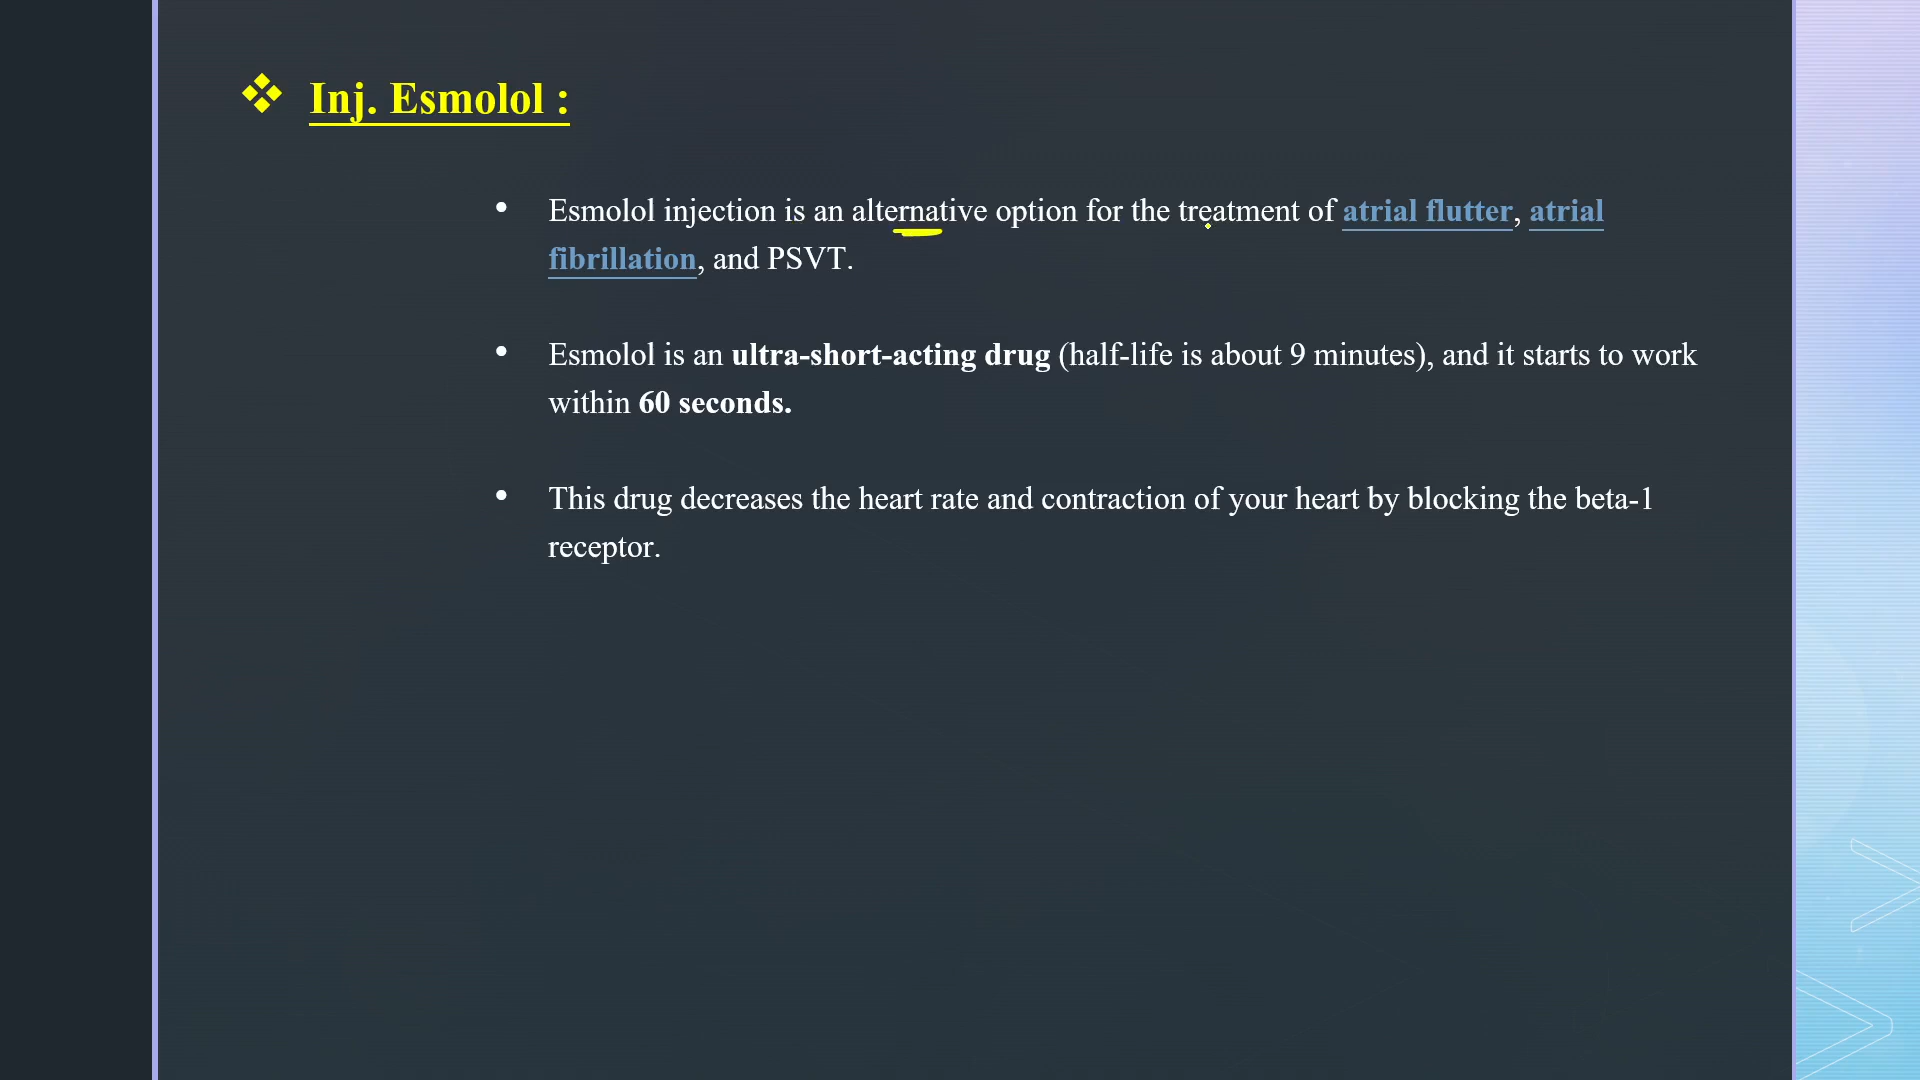 ❖ Inj. Esmolol :
• Esmolol injection is an alternative option for the treatment of atrial flutter, atrial
fibrillation, and PSVT.
• Esmolol is an ultra-short-acting drug (half-life is about 9 minutes), and it starts to work
within 60 seconds.
• This drug decreases the heart rate and contraction of your heart by blocking the beta-1
receptor.